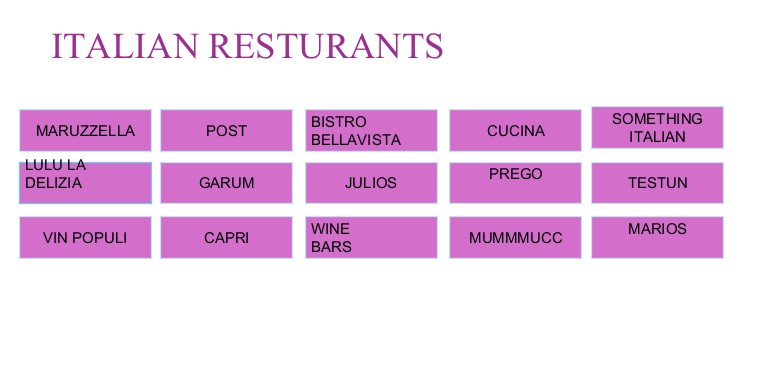 ITALIAN RESTURANTS
MARUZZELLA
POST
BISTRO
BELLAVISTA
CUCINA
SOMETHING
ITALIAN
LULU LA
DELIZIA
GARUM
JULIOS
PREGO
TESTUN
VIN POPULI
CAPRI
WINE
BARS
MUMMMUCC
MARIOS